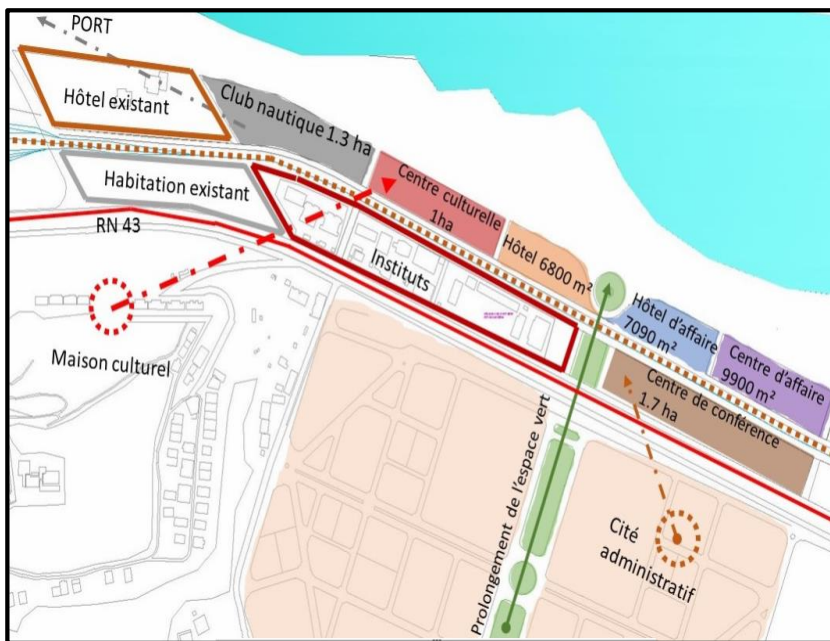 PORT
Hôtel existant
Club nautique 1.3 ha
Habitation existant
Centre culturelle
1ha
RN 43
Instituts
Hôtel 6800 m²
Hôtel d'affaire
7090 m²
Centre d'affaire
9900 m²
Maison culturel
Centre de conférence
1.7 ha
Prolongement de l'espace vert
Cité
administratif